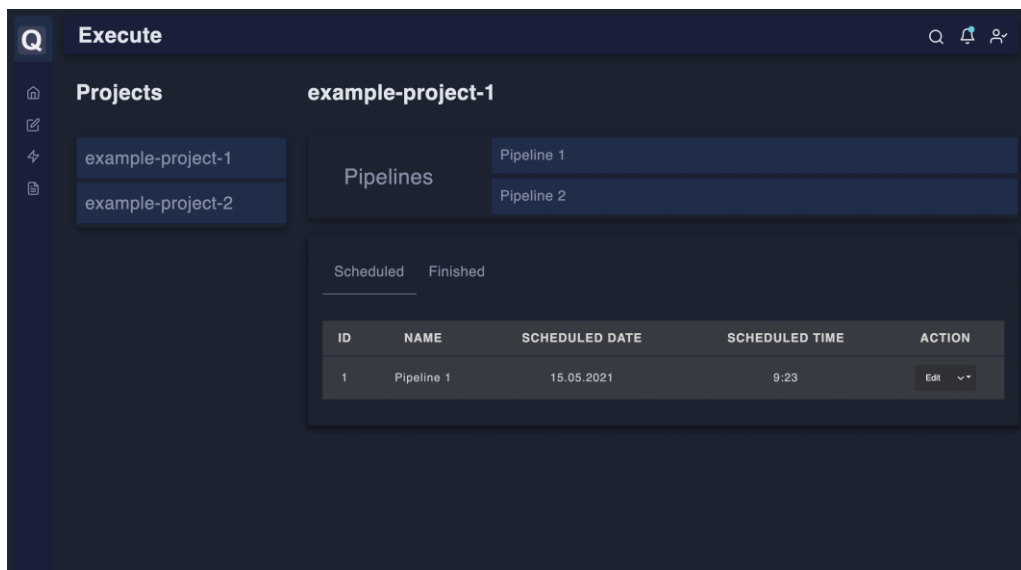 Q
Execute
Projects
example-project-1
example-project-2
example-project-1
Pipelines
Pipeline 1
Pipeline 2
Scheduled Finished
ID NAME SCHEDULED DATE SCHEDULED TIME ACTION
1 Pipeline 1 15.05.2021 9:23 Edit